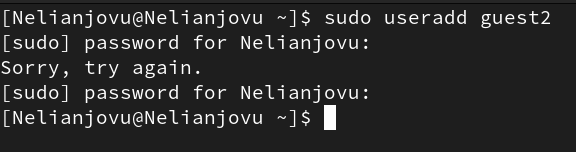 [Nelianjovu@Nelianjovu ~]$ sudo useradd guest2
[sudo] password for Nelianjovu:
Sorry, try again.
[sudo] password for Nelianjovu:
[Nelianjovu@Nelianjovu ~]$